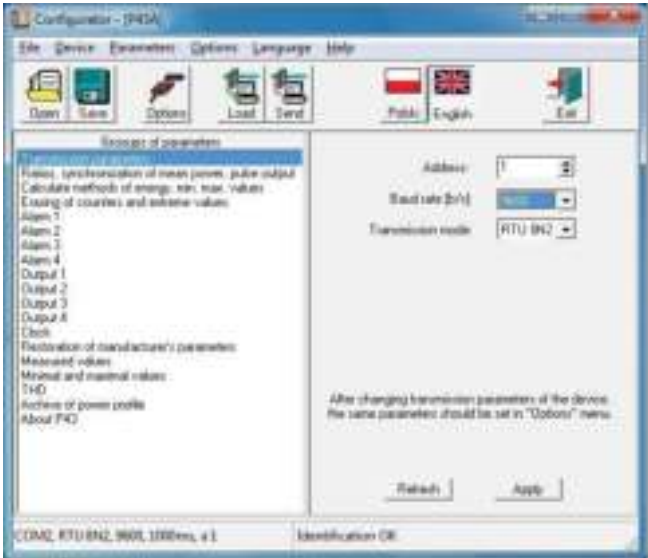 Configurator - [P43A]
File Device Parameters Options Language Help
Open Save Options Load Send Polski English Exit
Groups of parameters
Transmission parameters
Ratios, synchronization of mean power, pulse output
Calculate methods of energy, min. max. values
Erasing of counters and extreme values
Alarm 1
Alarm 2
Alarm 3
Alarm 4
Output 1
Output 2
Output 3
Output 4
Clock
Restoration of manufacturer's parameters
Measured values
Minimal and maximal values
THD
Archive of power profile
About P43
Address: 1
Baud rate [b/s]: 9600
Transmission mode: RTU 8N2
After changing transmission parameters of the device
the same parameters should be set in "Options" menu.
Refresh Apply
COM2, RTU 8N2, 9600, 1000ms, a:1 Identification OK